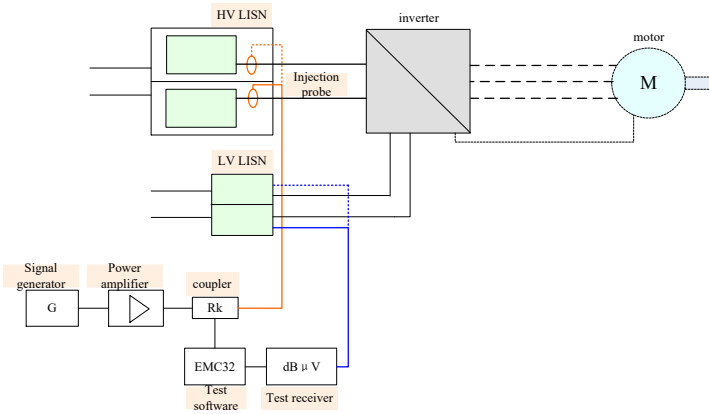 HV LISN
inverter
motor
Injection
probe
M
LV LISN
Signal
generator
Power
amplifier
coupler
G
Rk
EMC32
dB μ V
Test
software
Test receiver